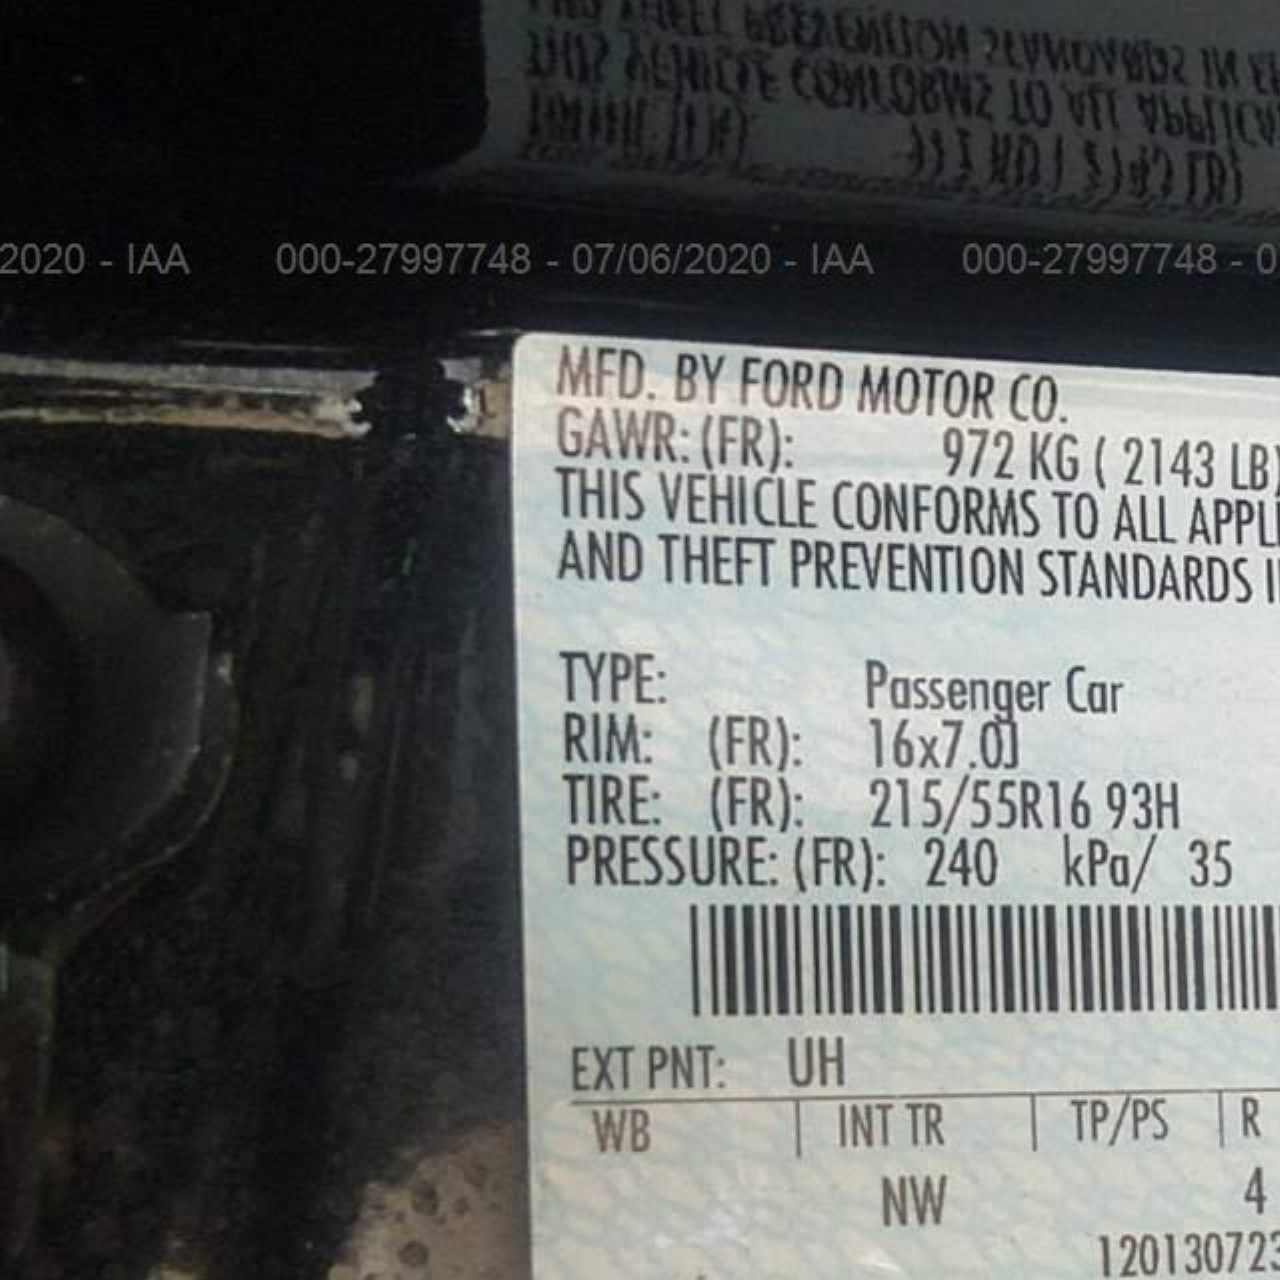 2020 - IAA 000-27997748 - 07/06/2020 - IAA 000-27997748 - 0
MFD. BY FORD MOTOR CO.
GAWR: (FR): 972 KG ( 2143 LB)
THIS VEHICLE CONFORMS TO ALL APPLI
AND THEFT PREVENTION STANDARDS I
TYPE: Passenger Car
RIM: (FR): 16x7.0J
TIRE: (FR): 215/55R16 93H
PRESSURE: (FR): 240 kPa/ 35
EXT PNT: UH
WB INT TR TP/PS R
NW 4
120130723